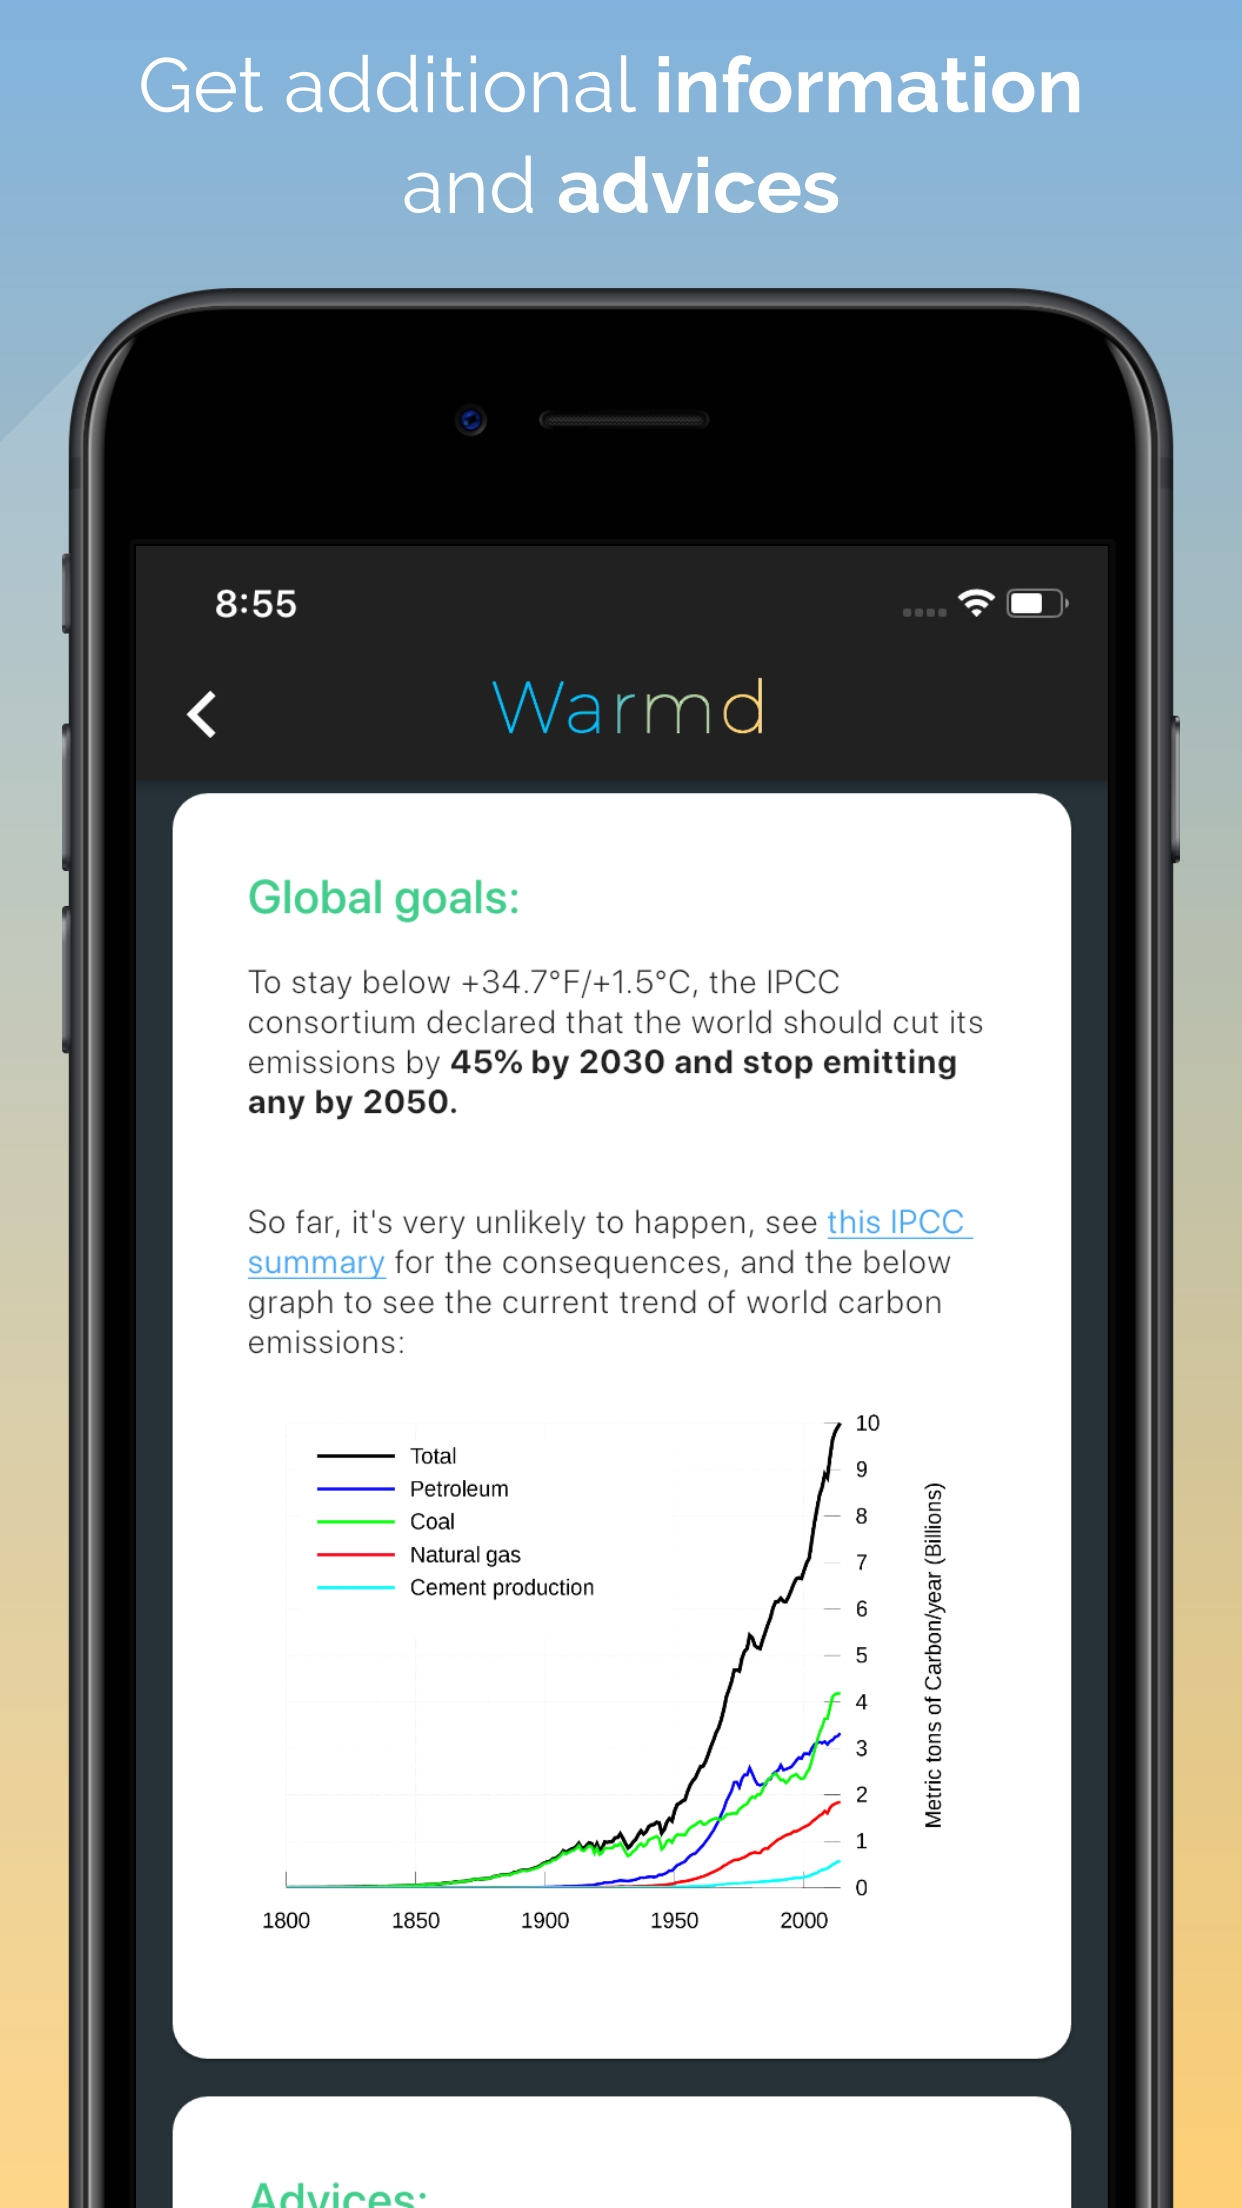 Get additional information
and advices
8:55
Warmd
Global goals:
To stay below +34.7°F/+1.5°C, the IPCC
consortium declared that the world should cut its
emissions by 45% by 2030 and stop emitting
any by 2050.
So far, it's very unlikely to happen, see this IPCC
summary for the consequences, and the below
graph to see the current trend of world carbon
emissions:
Total
Petroleum
Coal
Natural gas
Cement production
10
9
8
7
6
5
4
3
2
1
0
Metric tons of Carbon/year (Billions)
1800 1850 1900 1950 2000
Advices: